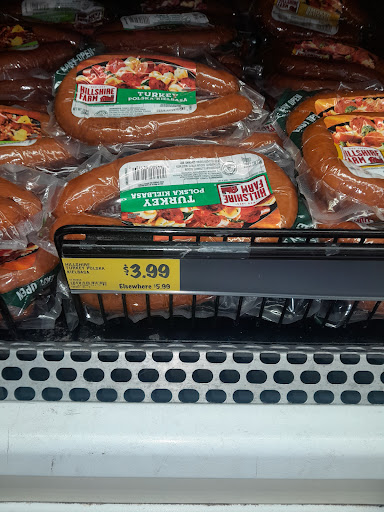 HILLSHIRE FARM
TURKEY
POLSKA KIELBASA
HILLSHIRE FARM
TURKEY
POLSKA KIELBASA
HILLSHIRE
TURKEY POLSKA
KIELBASA
$3.99
Elsewhere $5.99